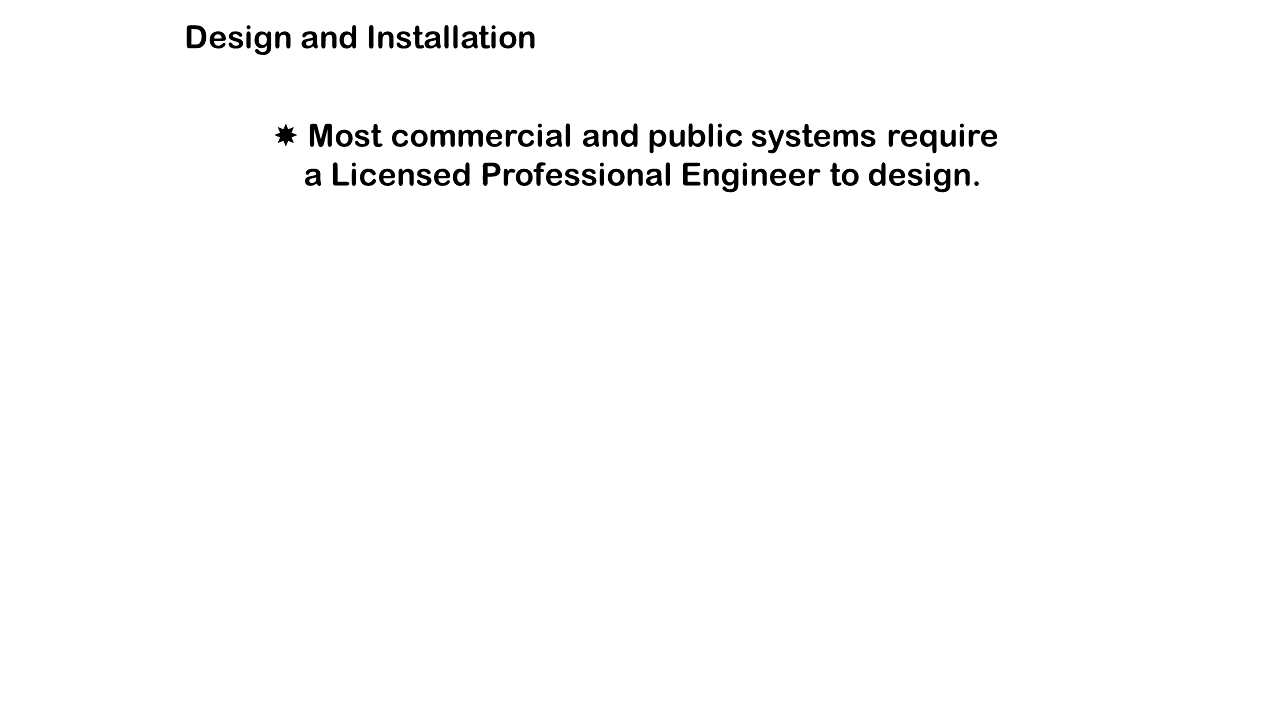 Design and Installation
✸ Most commercial and public systems require
a Licensed Professional Engineer to design.